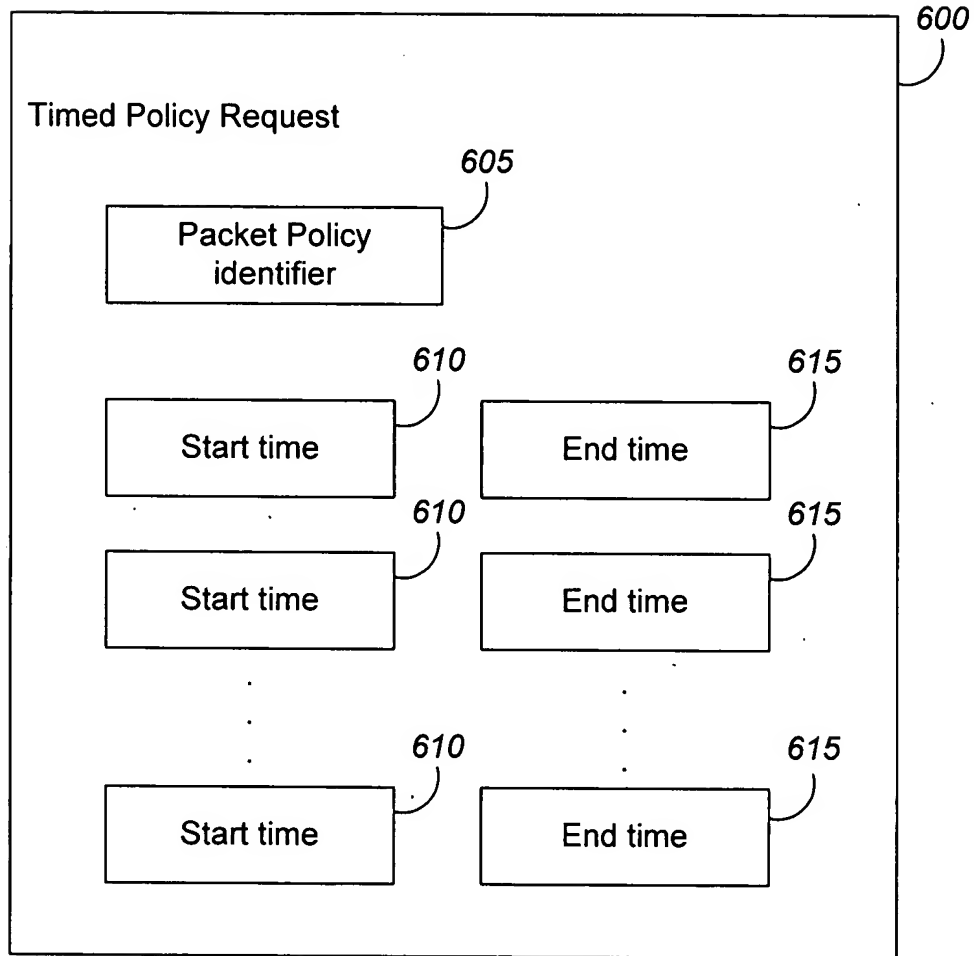 600
Timed Policy Request
605
Packet Policy
identifier
610
615
Start time
End time
610
615
Start time
End time
610
615
Start time
End time